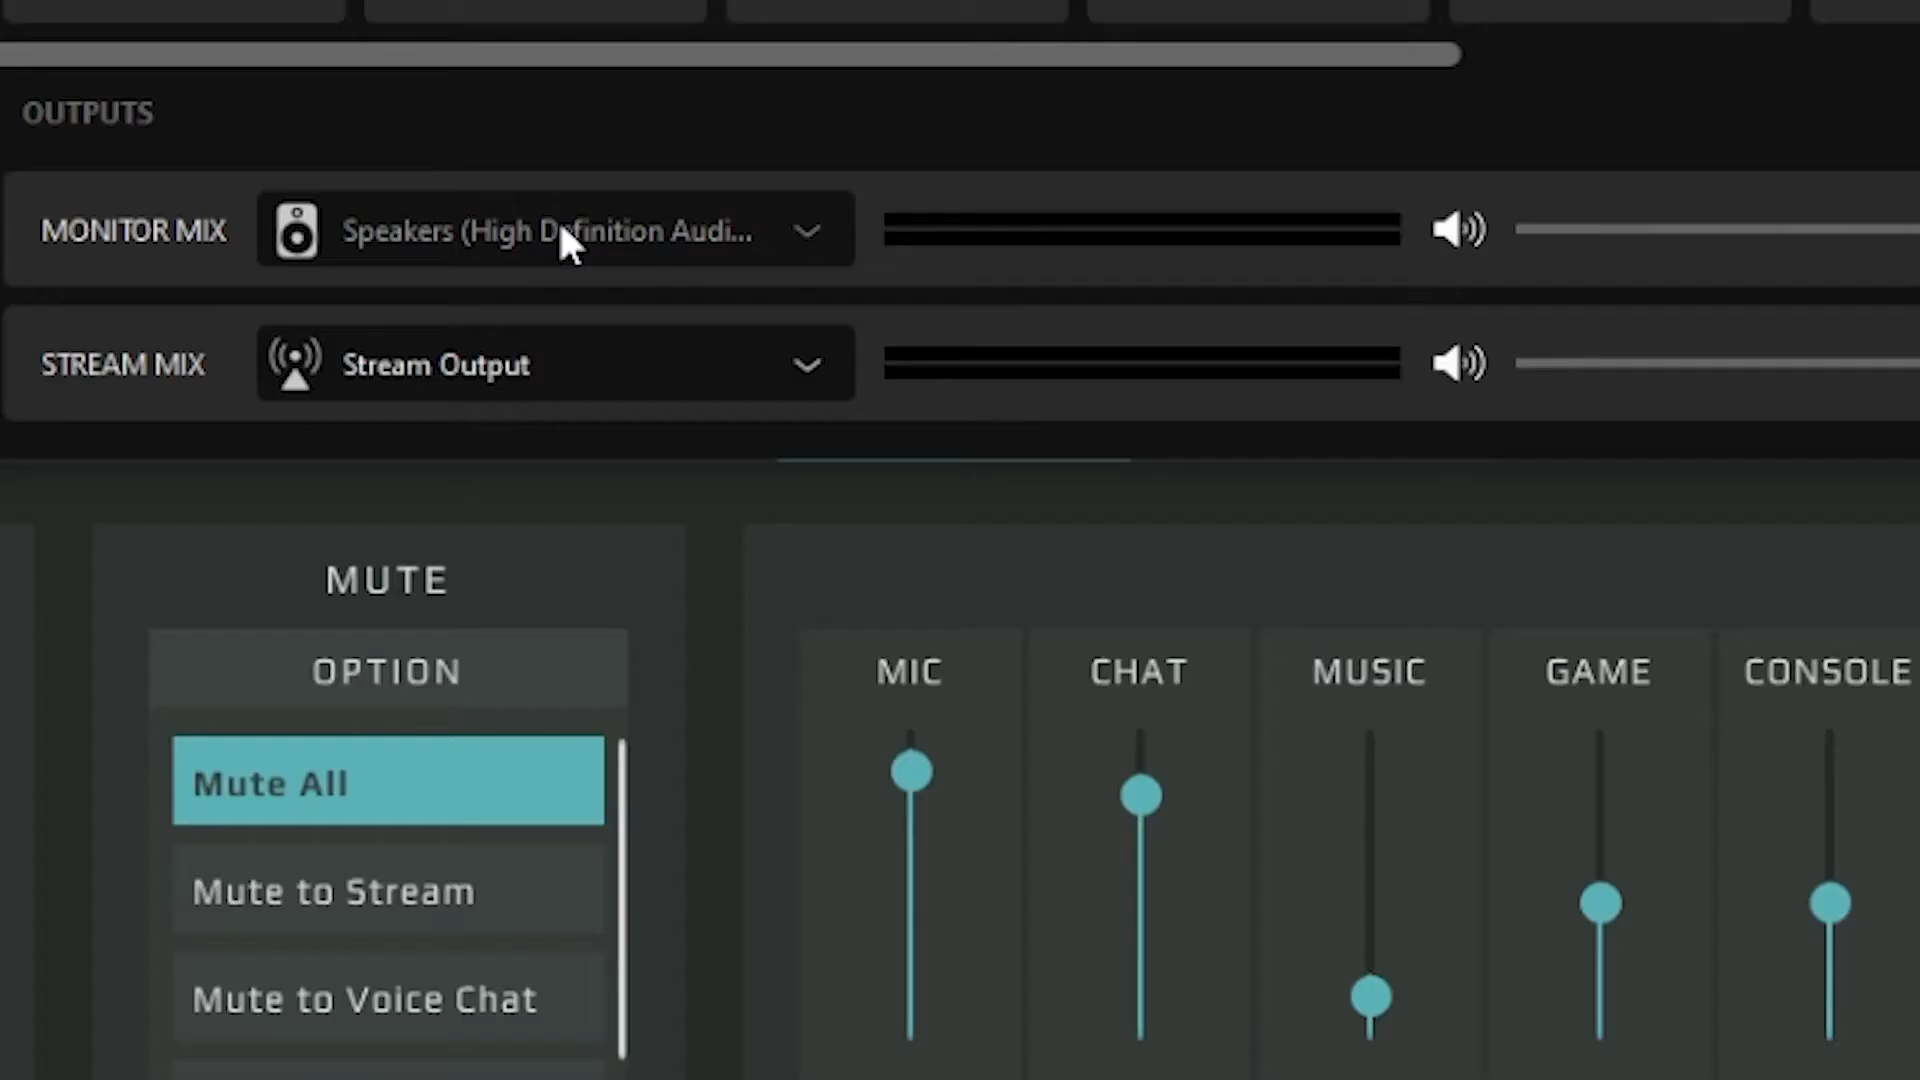 OUTPUTS
MONITOR MIX
Speakers (High Definition Audi...
STREAM MIX
Stream Output
MUTE
OPTION
Mute All
Mute to Stream
Mute to Voice Chat
MIC
CHAT
MUSIC
GAME
CONSOLE